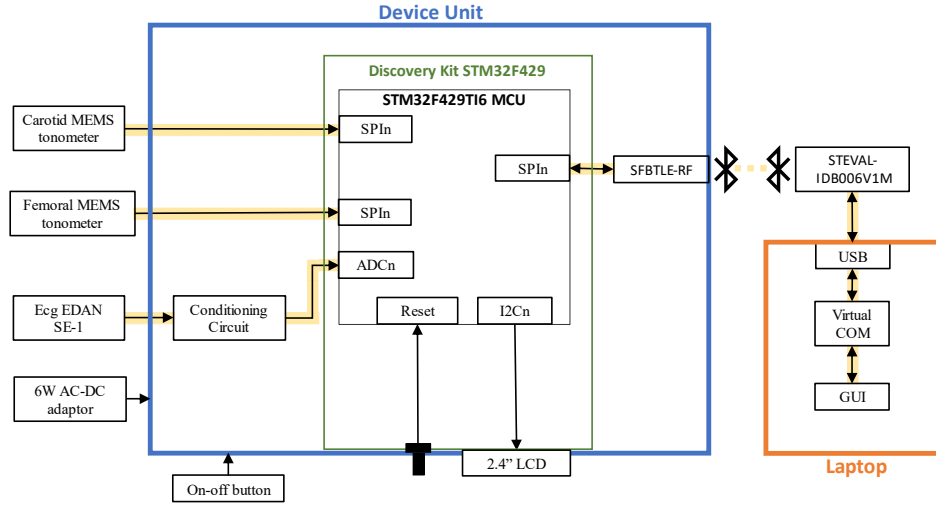 Device Unit
Discovery Kit STM32F429
STM32F429TI6 MCU
Carotid MEMS
tonometer
SPIn
SPIn
SFBTLE-RF
STEVAL-
IDB006V1M
Femoral MEMS
tonometer
SPIn
ADCn
USB
Ecg EDAN
SE-1
Conditioning
Circuit
Reset
I2Cn
Virtual
COM
6W AC-DC
adaptor
GUI
2.4” LCD
Laptop
On-off button